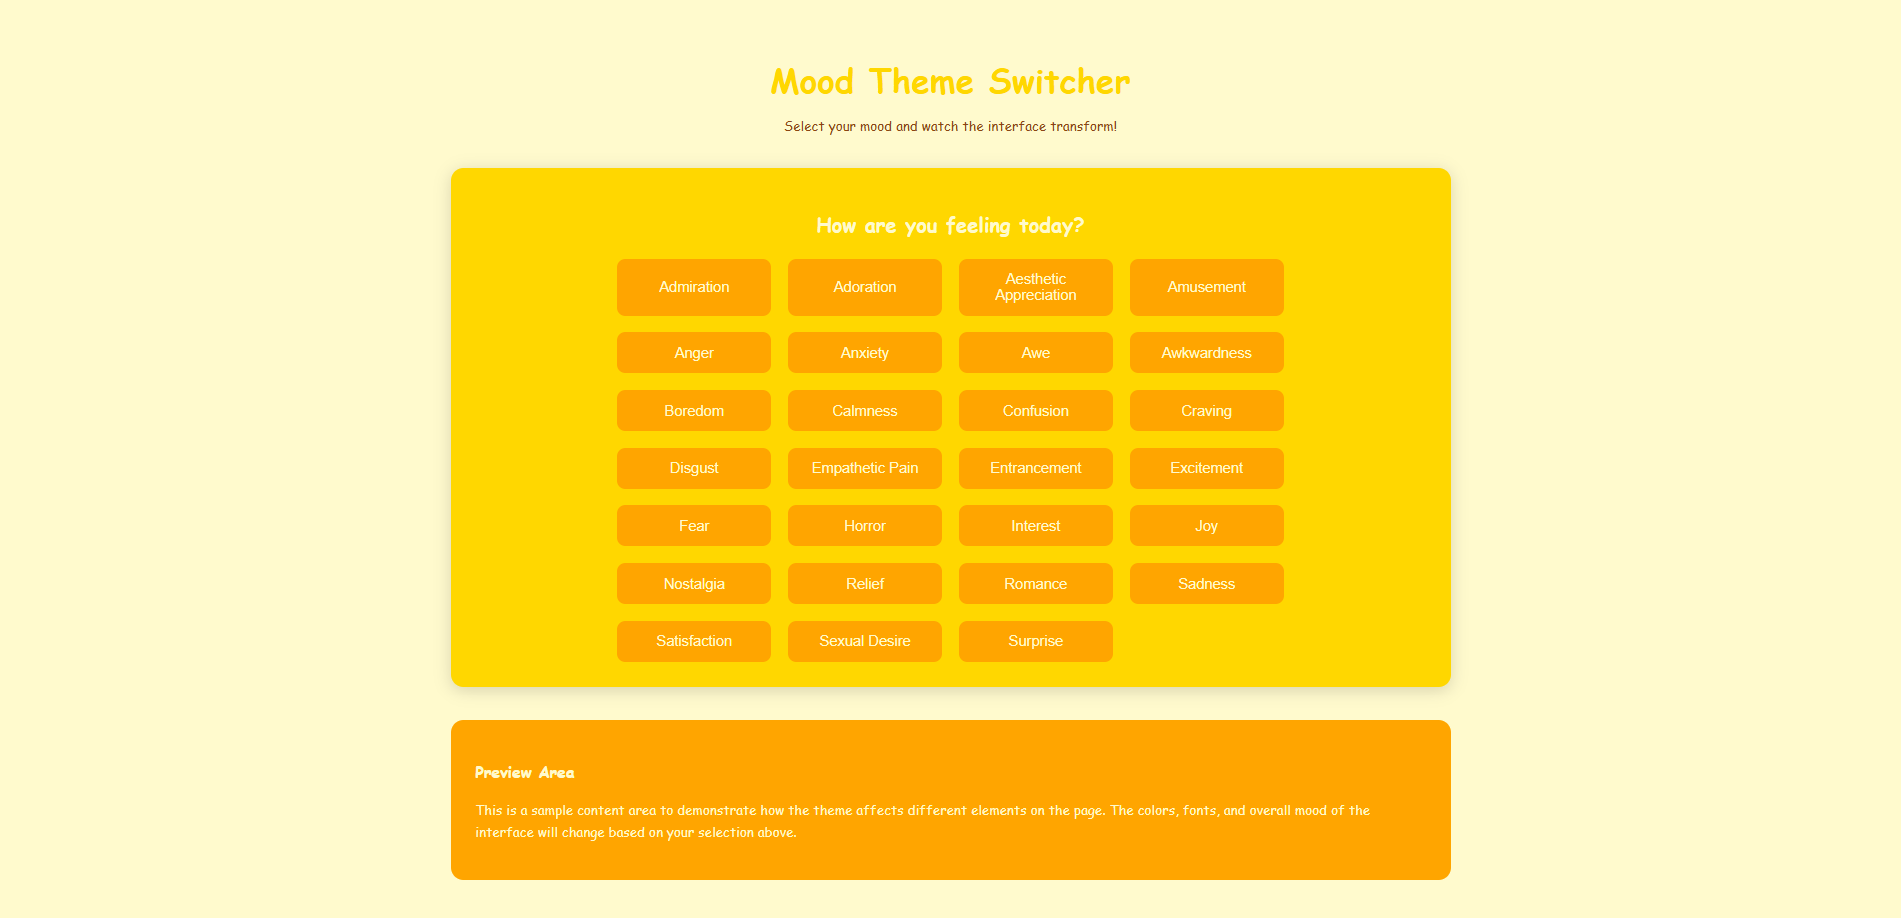 Mood Theme Switcher
Select your mood and watch the interface transform!
How are you feeling today?
Admiration
Adoration
Aesthetic
Appreciation
Amusement
Anger
Anxiety
Awe
Awkwardness
Boredom
Calmness
Confusion
Craving
Disgust
Empathetic Pain
Entrancement
Excitement
Fear
Horror
Interest
Joy
Nostalgia
Relief
Romance
Sadness
Satisfaction
Sexual Desire
Surprise
Preview Area
This is a sample content area to demonstrate how the theme affects different elements on the page. The colors, fonts, and overall mood of the
interface will change based on your selection above.